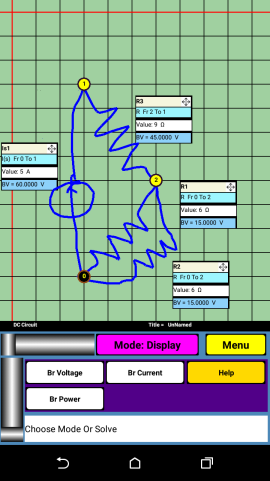 1
R3
R Fr 2 To 1
Value: 9 Ω
BV = 45.0000 V
Is1
I(s) Fr 0 To 1
Value: 5 A
BV = 60.0000 V
2
R1
R Fr 0 To 2
Value: 6 Ω
BV = 15.0000 V
R2
R Fr 0 To 2
Value: 6 Ω
BV = 15.0000 V
0
DC Circuit
Title = UnNamed
Mode: Display
Menu
Br Voltage
Br Current
Help
Br Power
Choose Mode Or Solve